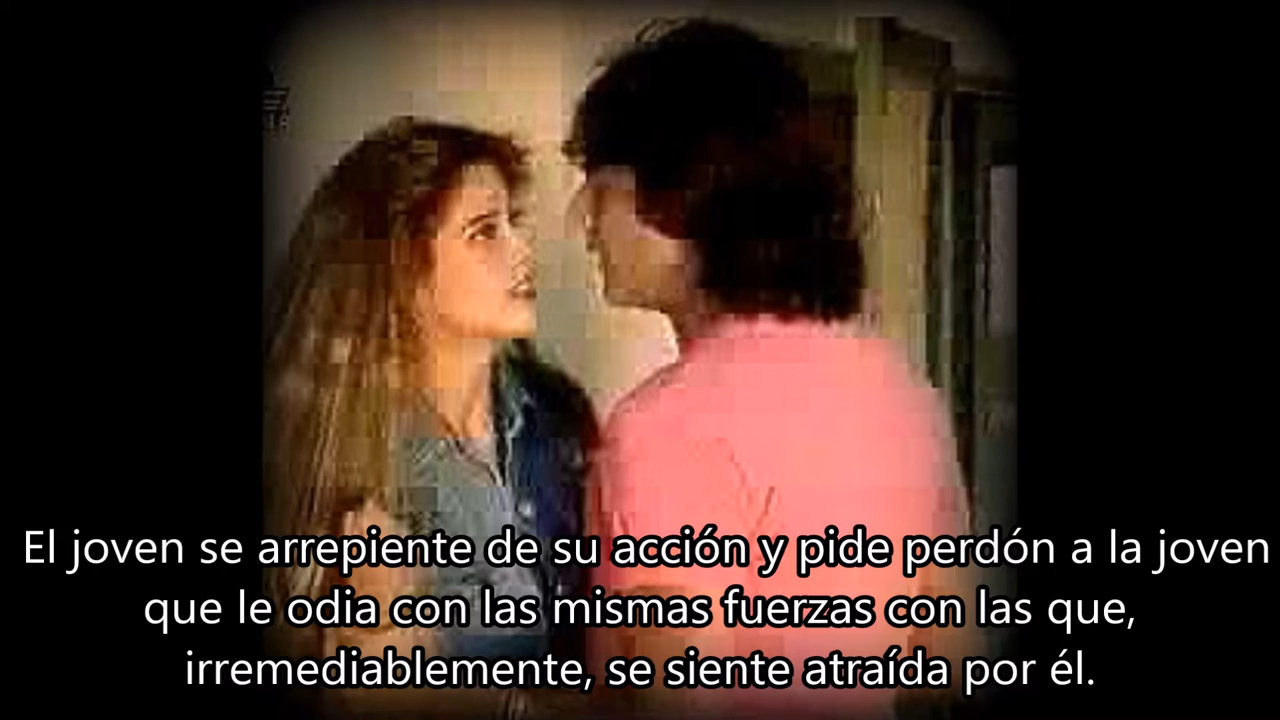 El joven se arrepiente de su acción y pide perdón a la joven
que le odia con las mismas fuerzas con las que,
irremediablemente, se siente atraída por él.